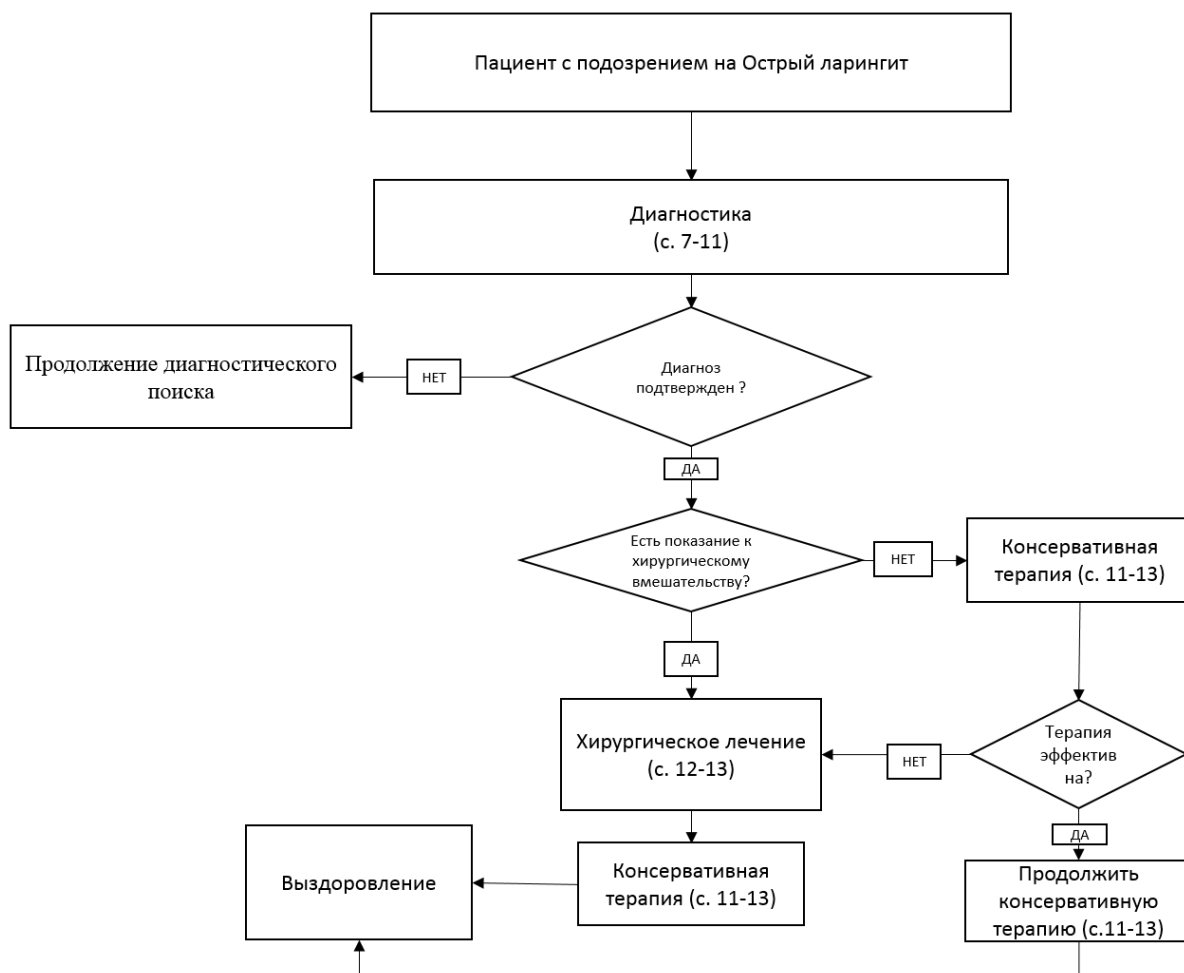 Пациент с подозрением на Острый ларингит
Диагностика
(с. 7-11)
Диагноз
подтвержден ?
НЕТ
Продолжение диагностического
поиска
ДА
Есть показание к
хирургическому
вмешательству?
НЕТ
Консервативная
терапия (с. 11-13)
ДА
Хирургическое лечение
(с. 12-13)
НЕТ
Терапия
эффектив
на?
ДА
Выздоровление
Консервативная
терапия (с. 11-13)
Продолжить
консервативную
терапию (с.11-13)